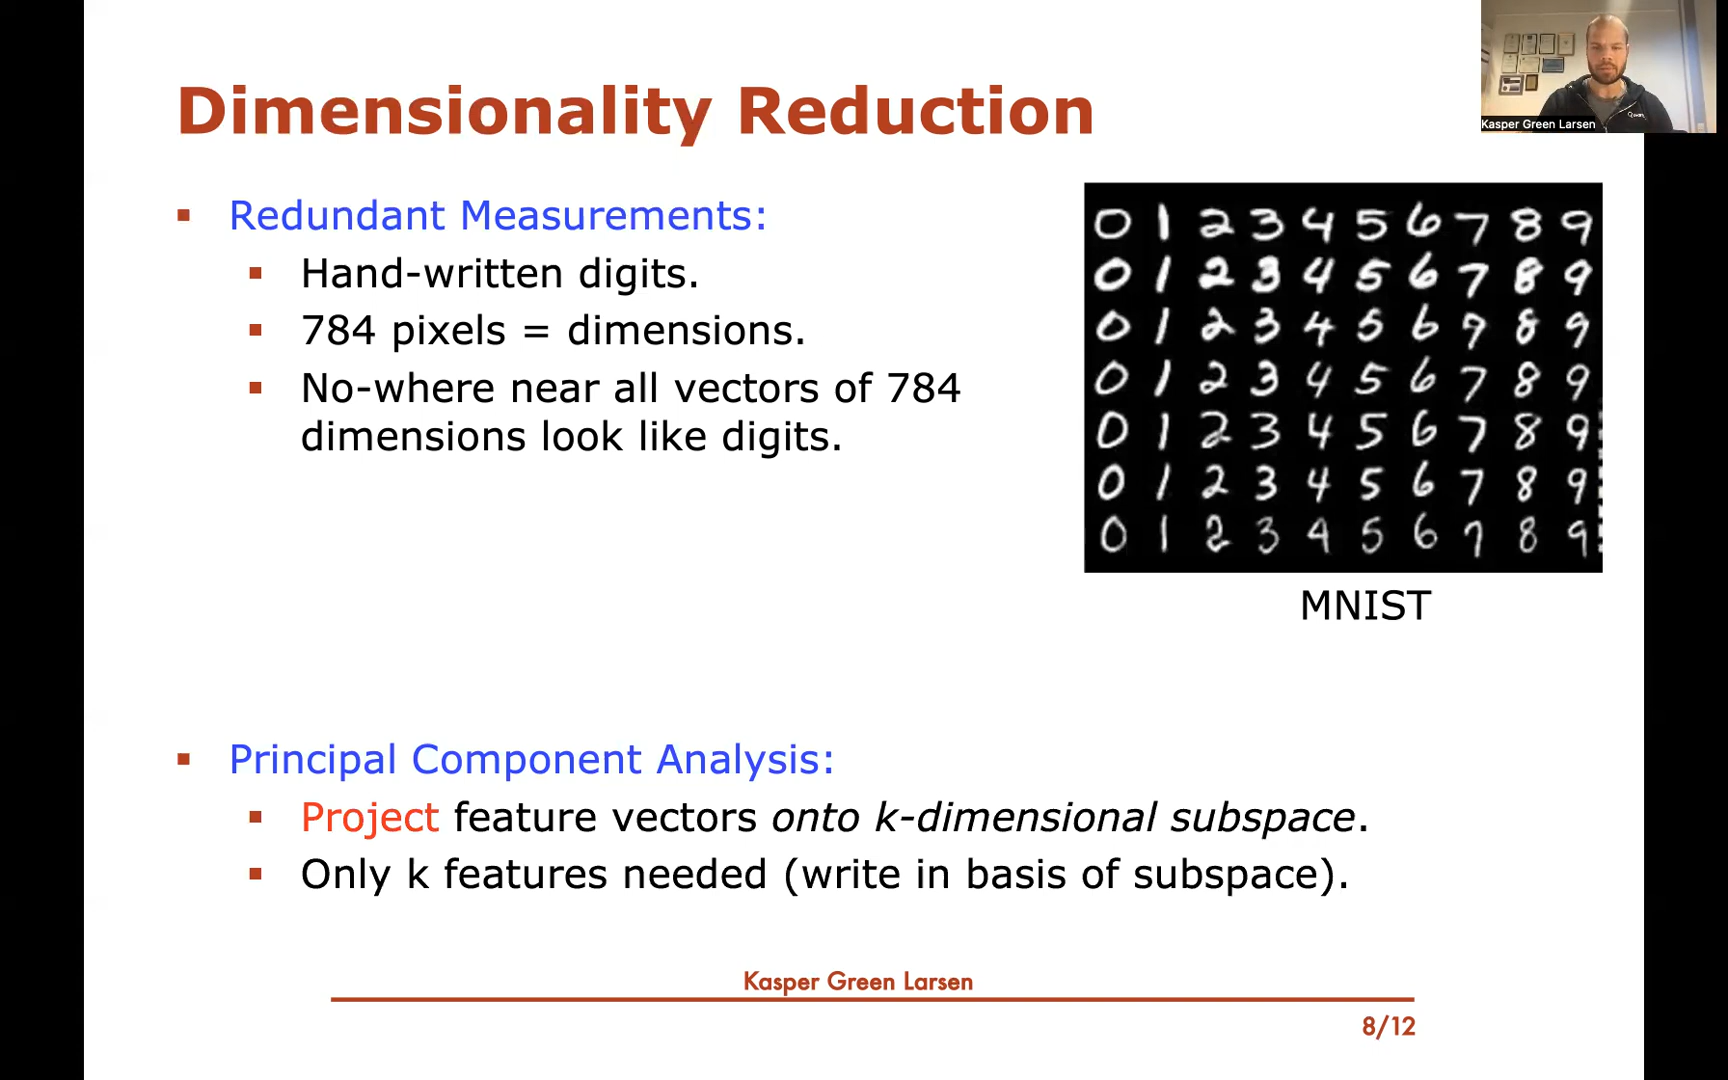 Dimensionality Reduction
Kasper Green Larsen
Redundant Measurements:
Hand-written digits.
784 pixels = dimensions.
No-where near all vectors of 784
dimensions look like digits.
0 1 2 3 4 5 6 7 8 9
0 1 2 3 4 5 6 7 8 9
0 1 2 3 4 5 6 7 8 9
0 1 2 3 4 5 6 7 8 9
0 1 2 3 4 5 6 7 8 9
0 1 2 3 4 5 6 7 8 9
0 1 2 3 4 5 6 7 8 9
MNIST
Principal Component Analysis:
Project feature vectors onto k-dimensional subspace.
Only k features needed (write in basis of subspace).
Kasper Green Larsen
8/12